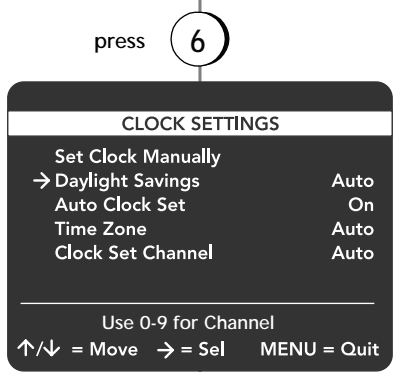 press 6
CLOCK SETTINGS
Set Clock Manually
→ Daylight Savings Auto
Auto Clock Set On
Time Zone Auto
Clock Set Channel Auto
Use 0-9 for Channel
↑/↓ = Move → = Sel MENU = Quit